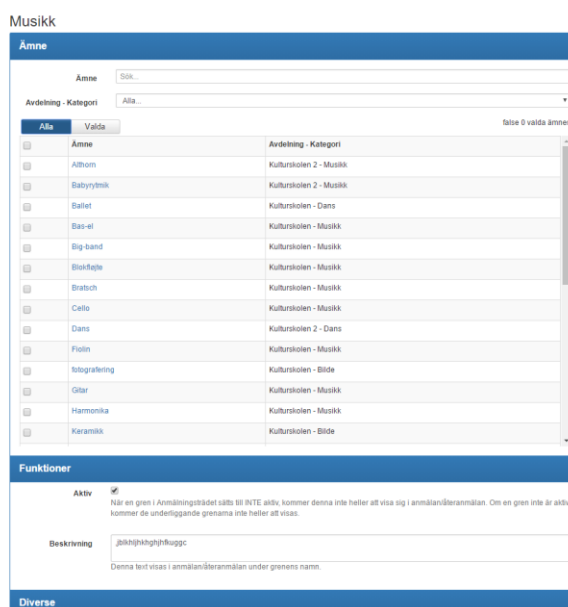 Musikk
Ämne
Ämne Sök..
Avdelning - Kategori Alla...
Alla Valda false 0 valda ämnen
Ämne Avdelning - Kategori
Althorn Kulturskolen 2 - Musikk
Babyrytmik Kulturskolen 2 - Musikk
Ballet Kulturskolen - Dans
Bas-el Kulturskolen - Musikk
Big-band Kulturskolen - Musikk
Blokfløjte Kulturskolen - Musikk
Bratsch Kulturskolen - Musikk
Cello Kulturskolen - Musikk
Dans Kulturskolen 2 - Dans
Fiolin Kulturskolen - Musikk
fotografering Kulturskolen - Bilde
Gitar Kulturskolen - Musikk
Harmonika Kulturskolen - Musikk
Keramikk Kulturskolen - Bilde
Funktioner
Aktiv
När en gren i Anmälningsträdet sätts till INTE aktiv, kommer denna inte heller att visa sig i anmälan/återanmälan. Om en gren inte är aktiv
kommer de underliggande grenarna inte heller att visas.
Beskrivning
Denna text visas i anmälan/återanmälan under grenens namn.
Diverse